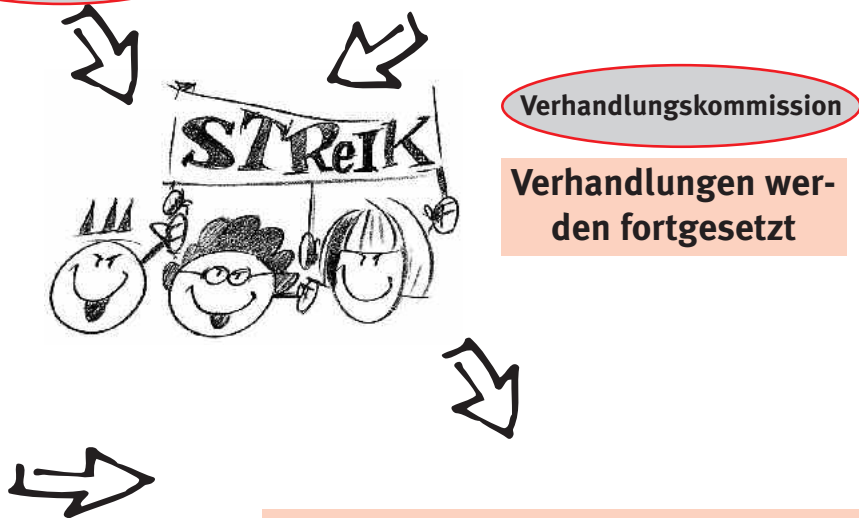 STReIK
Verhandlungskommission
Verhandlungen wer-
den fortgesetzt